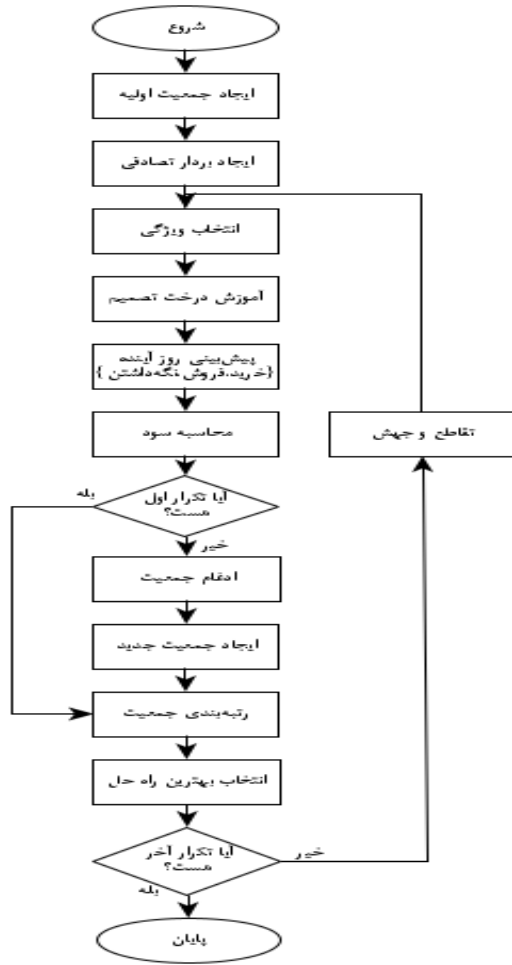 شروع
ایجاد جمعیت اولیه
ایجاد بردار تصادفی
انتخاب ویژگی
آموزش درخت تصمیم
پیش‌بینی روز آینده
{خرید،فروش،نگه‌داشتن }
محاسبه سود
تقاطع و جهش
آیا تکرار اول
هست؟
بله
خیر
ادغام جمعیت
ایجاد جمعیت جدید
رتبه‌بندی جمعیت
انتخاب بهترین راه حل
آیا تکرار آخر
هست؟
خیر
بله
پایان